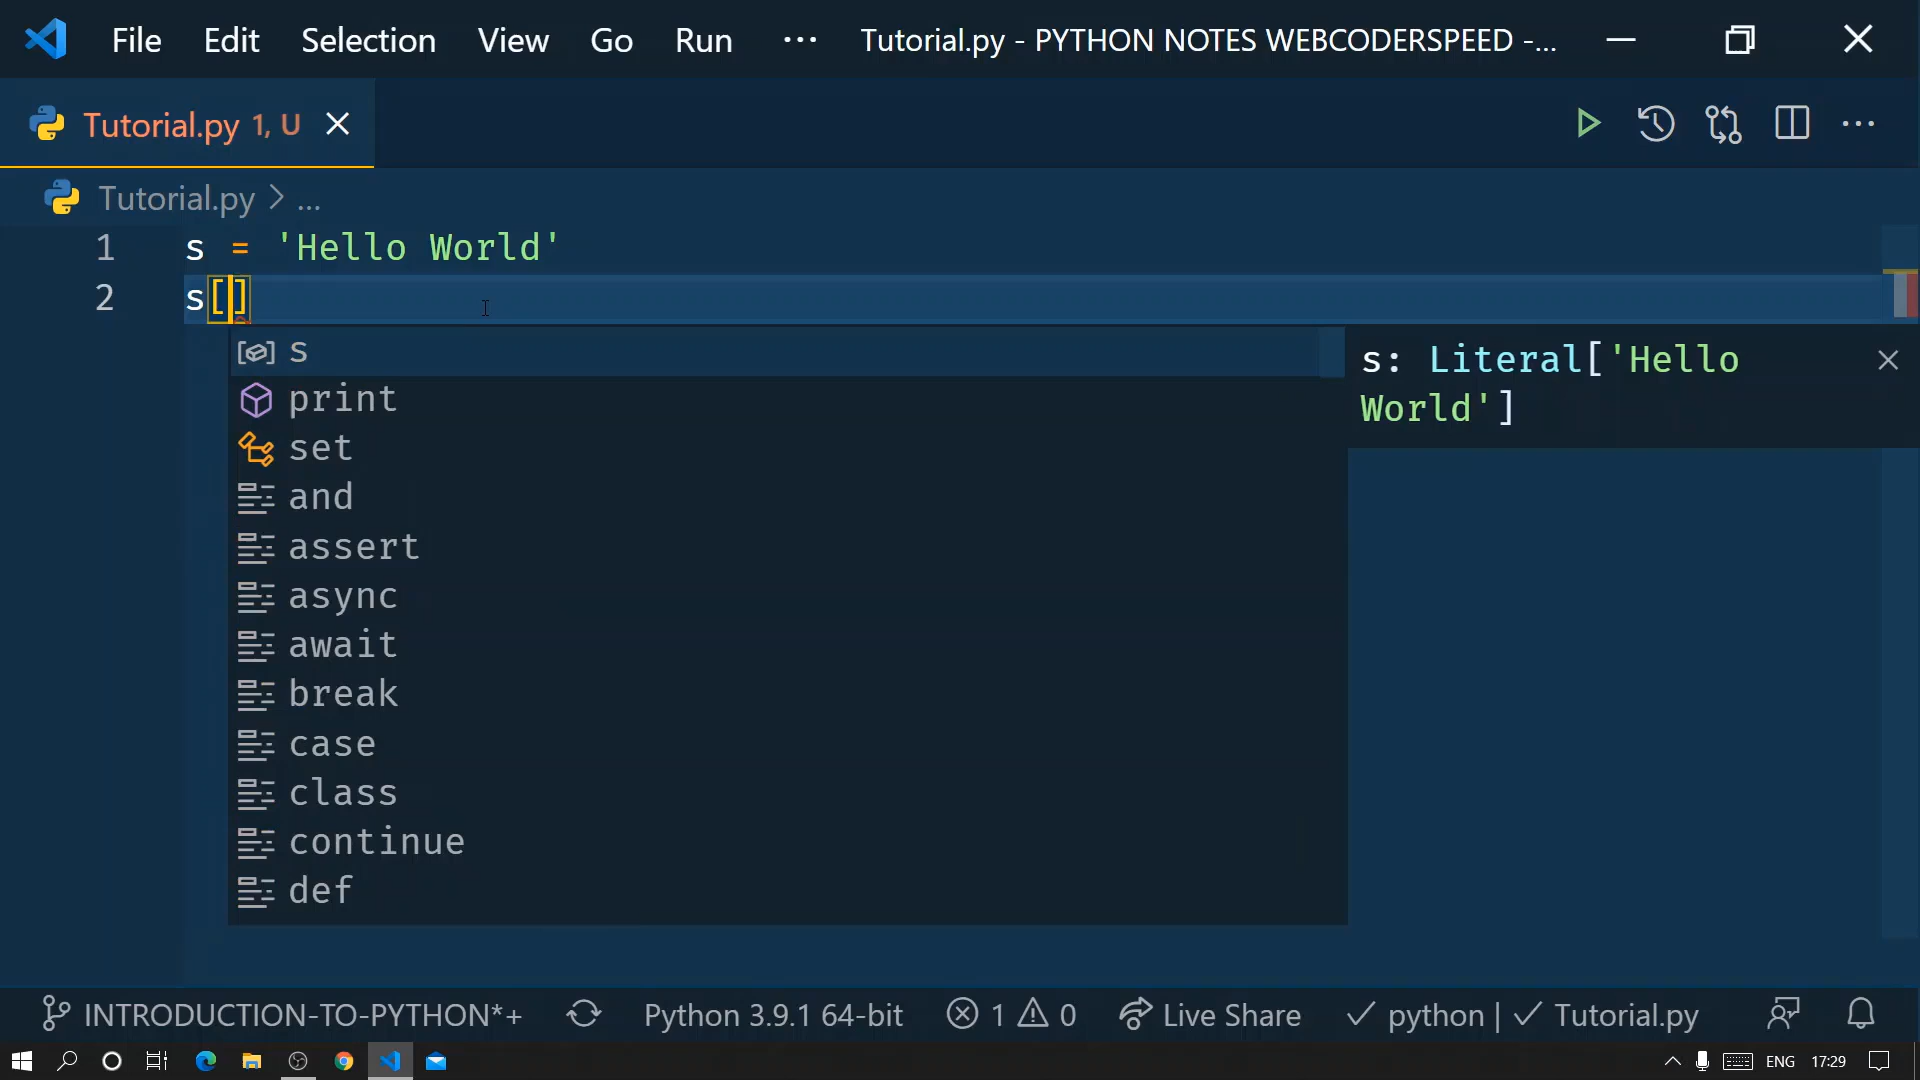 File Edit Selection View Go Run ··· Tutorial.py - PYTHON NOTES WEBCODERSPEED -...
Tutorial.py 1, U
Tutorial.py > ...
1 s = 'Hello World'
2 s[]
s
print
set
and
assert
async
await
break
case
class
continue
def
s: Literal['Hello
World']
INTRODUCTION-TO-PYTHON*+ Python 3.9.1 64-bit 1 0 Live Share ✓ python | ✓ Tutorial.py
ENG 17:29